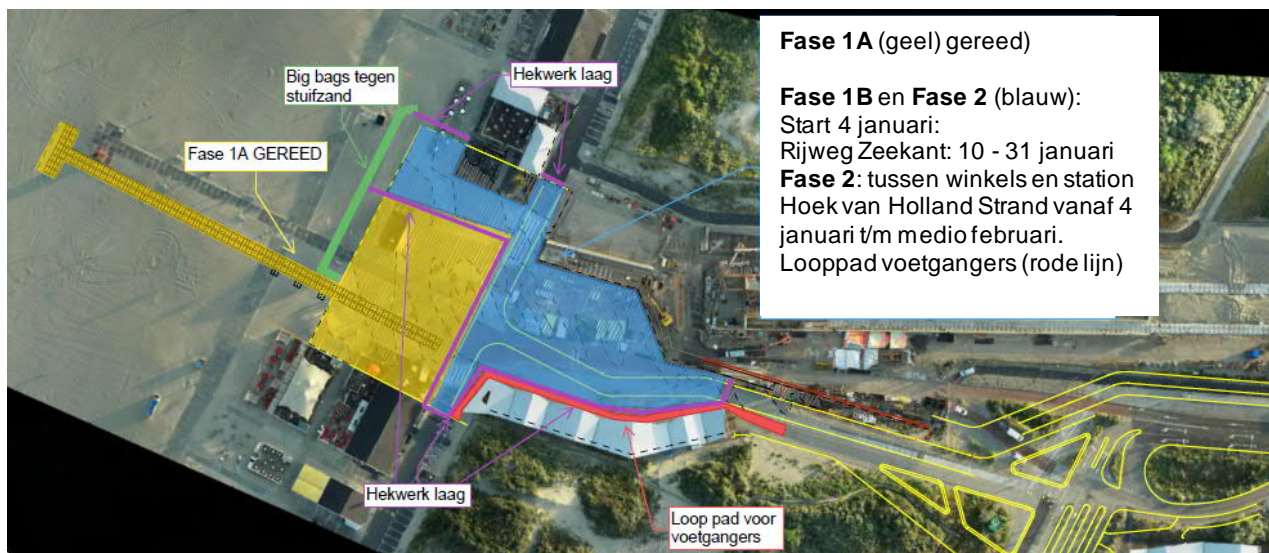 Big bags tegen
stuifzand
Hekwerk laag
Fase 1A GEREED
Fase 1A (geel) gereed)
Fase 1B en Fase 2 (blauw):
Start 4 januari:
Rijweg Zeekant: 10 - 31 januari
Fase 2: tussen winkels en station
Hoek van Holland Strand vanaf 4
januari t/m medio februari.
Looppad voetgangers (rode lijn)
Hekwerk laag
Loop pad voor
voetgangers